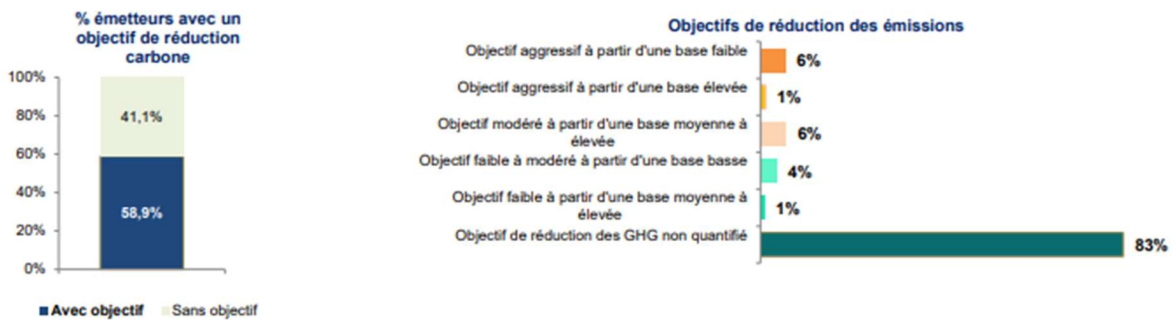 % émetteurs avec un
objectif de réduction
carbone
100%
80%
60%
40%
20%
0%
41,1%
58,9%
Avec objectif
Sans objectif
Objectifs de réduction des émissions
Objectif aggressif à partir d'une base faible
6%
Objectif aggressif à partir d'une base élevée
1%
Objectif modéré à partir d'une base moyenne à
élevée
6%
Objectif faible à modéré à partir d'une base basse
4%
Objectif faible à partir d'une base moyenne à
élevée
1%
Objectif de réduction des GHG non quantifié
83%